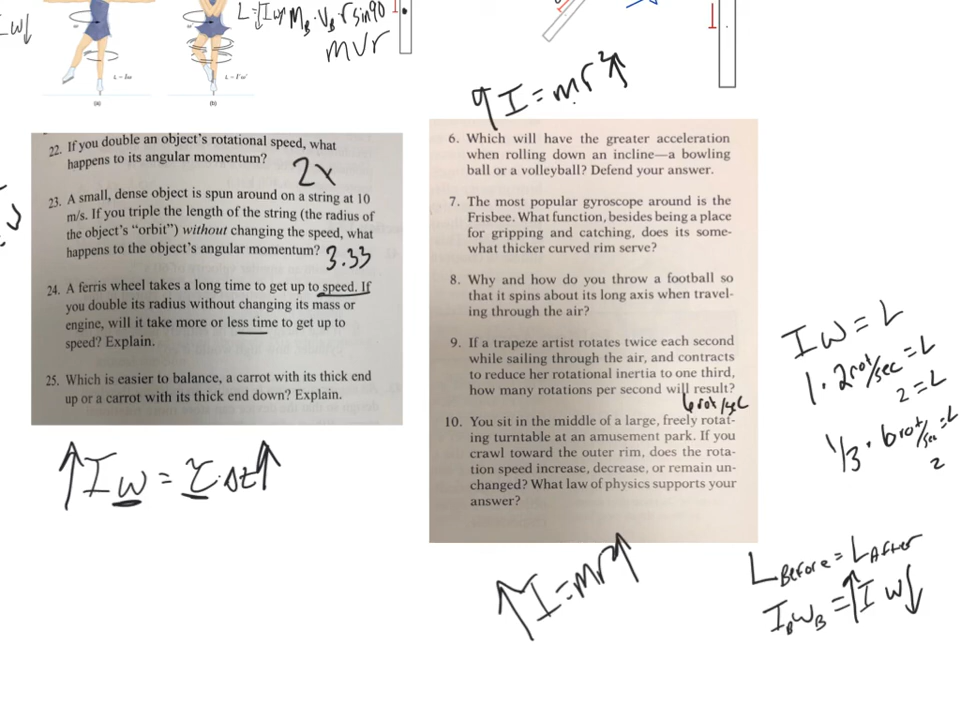 Iω↓
L=↓Iω↑ M_B·V_B r sin90
mvr
L = Iω
L = I'ω'
(a)
(b)
↑I=mr²↑
22. If you double an object's rotational speed, what
happens to its angular momentum?
2x
23. A small, dense object is spun around on a string at 10
m/s. If you triple the length of the string (the radius of
the object's "orbit") without changing the speed, what
happens to the object's angular momentum?
3.33
24. A ferris wheel takes a long time to get up to speed. If
you double its radius without changing its mass or
engine, will it take more or less time to get up to
speed? Explain.
25. Which is easier to balance, a carrot with its thick end
up or a carrot with its thick end down? Explain.
↑Iω = τ·Δt↑
6. Which will have the greater acceleration
when rolling down an incline—a bowling
ball or a volleyball? Defend your answer.
7. The most popular gyroscope around is the
Frisbee. What function, besides being a place
for gripping and catching, does its some-
what thicker curved rim serve?
8. Why and how do you throw a football so
that it spins about its long axis when travel-
ing through the air?
9. If a trapeze artist rotates twice each second
while sailing through the air, and contracts
to reduce her rotational inertia to one third,
how many rotations per second will result?
6 rot/sec
10. You sit in the middle of a large, freely rotat-
ing turntable at an amusement park. If you
crawl toward the outer rim, does the rota-
tion speed increase, decrease, or remain un-
changed? What law of physics supports your
answer?
↑I=mr↑
Iω=L
1·2rot/sec=L
2=L
1/3·6rot/sec=L
2
L Before = L After
I_Bω_B=↑I ω↓